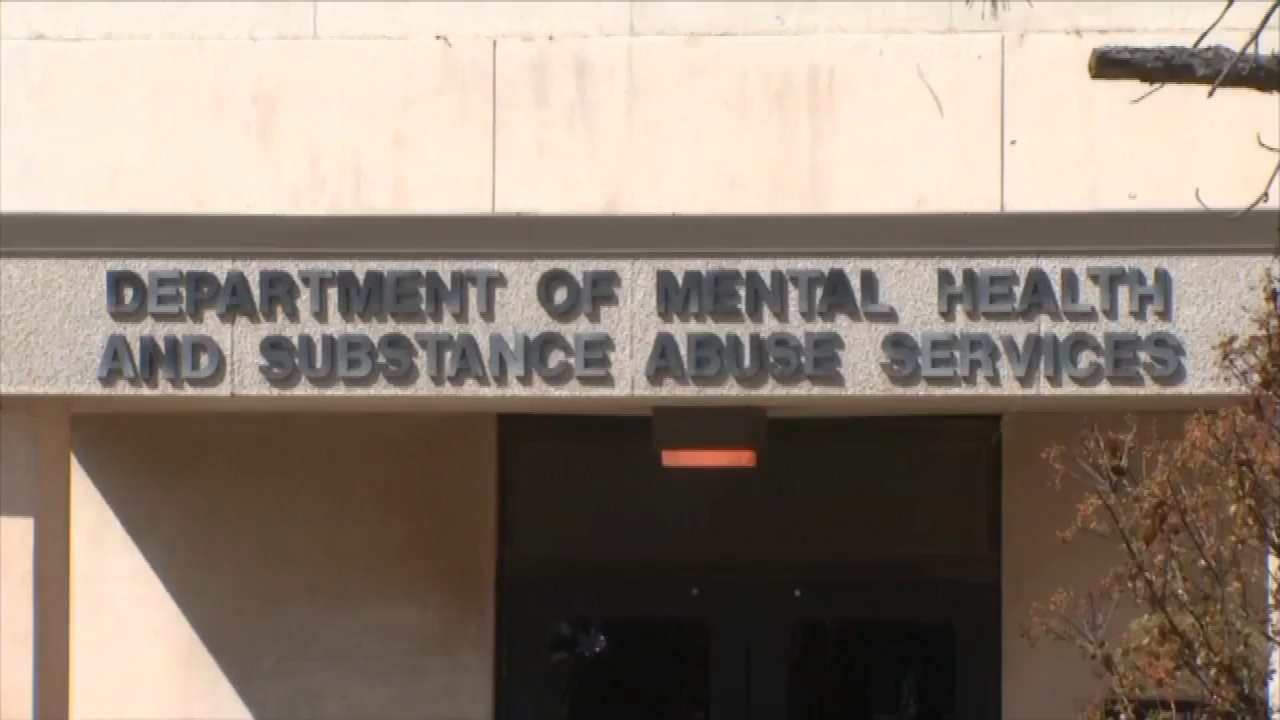 DEPARTMENT OF MENTAL HEALTH
AND SUBSTANCE ABUSE SERVICES